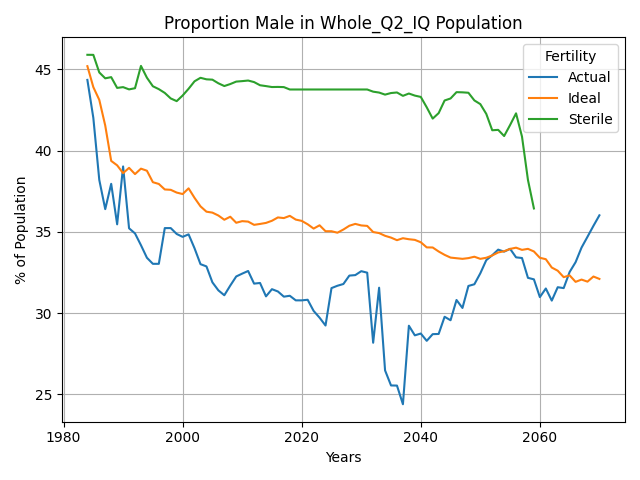 Proportion Male in Whole_Q2_IQ Population
Fertility
Actual
Ideal
Sterile
% of Population
45
40
35
30
25
1980
2000
2020
2040
2060
Years